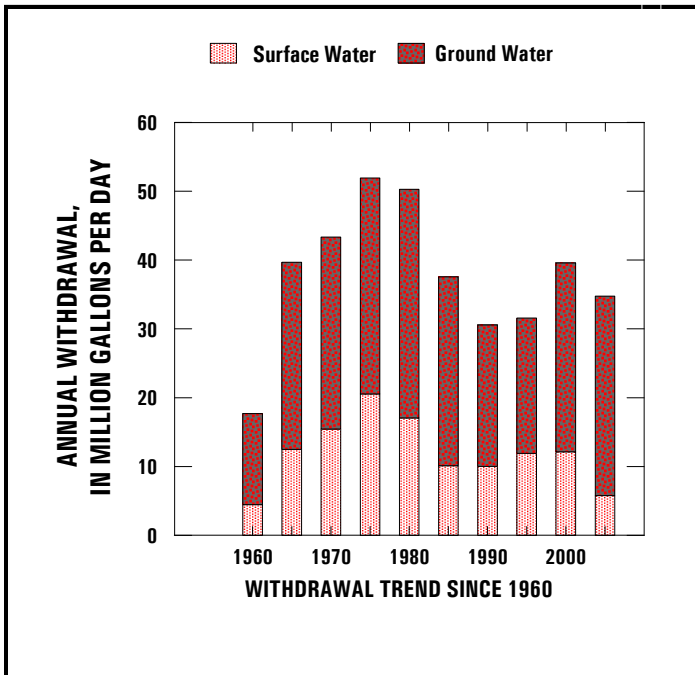 Surface Water Ground Water
60
50
40
30
20
10
0
ANNUAL WITHDRAWAL,
IN MILLION GALLONS PER DAY
1960 1970 1980 1990 2000
WITHDRAWAL TREND SINCE 1960